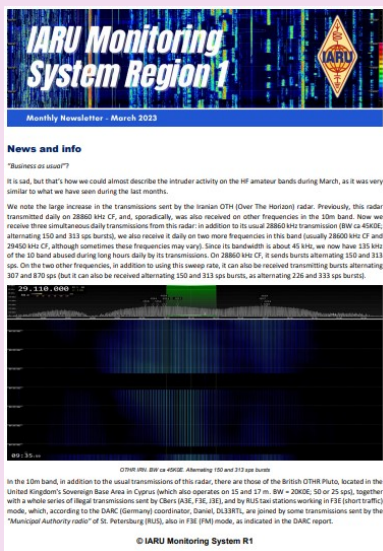 IARU Monitoring
System Region 1
IARU
Monthly Newsletter - March 2023
News and info
"Business as usual"?
It is sad, but that's how we could almost describe the intruder activity on the HF amateur bands during March, as it was very
similar to what we have seen during the last months.
We note the large increase in the transmissions sent by the Iranian OTH (Over The Horizon) radar. Previously, this radar
transmitted daily on 28860 kHz CF, and, sporadically, was also received on other frequencies in the 10m band. Now we
receive three simultaneous daily transmissions from this radar: in addition to its usual 28860 kHz transmission (BW ca 45K0E;
alternating 150 and 313 sps bursts), we also receive it daily on two more frequencies in this band (usually 28600 kHz CF and
29450 kHz CF, although sometimes these frequencies may vary). Since its bandwidth is about 45 kHz, we now have 135 kHz
of the 10 band abused during long hours daily by its transmissions. On 28860 kHz CF, it sends bursts alternating 150 and 313
sps. On the two other frequencies, in addition to using this sweep rate, it can also be received transmitting bursts alternating
307 and 870 sps (but it can also be received alternating 150 and 313 sps bursts, as alternating 226 and 333 sps bursts).
29.110.000
09:35
OTHR IRN. BW ca 45K0E. Alternating 150 and 313 sps bursts
In the 10m band, in addition to the usual transmissions of this radar, there are those of the British OTHR Pluto, located in the
United Kingdom's Sovereign Base Area in Cyprus (which also operates on 15 and 17 m. BW = 20K0E; 50 or 25 sps), together
with a whole series of illegal transmissions sent by CBers (A3E, F3E, J3E), and by RUS taxi stations working in F3E (short traffic)
mode, which, according to the DARC (Germany) coordinator, Daniel, DL3RTL, are joined by some transmissions sent by the
"Municipal Authority radio" of St. Petersburg (RUS), also in F3E (FM) mode, as indicated in the DARC report.
© IARU Monitoring System R1